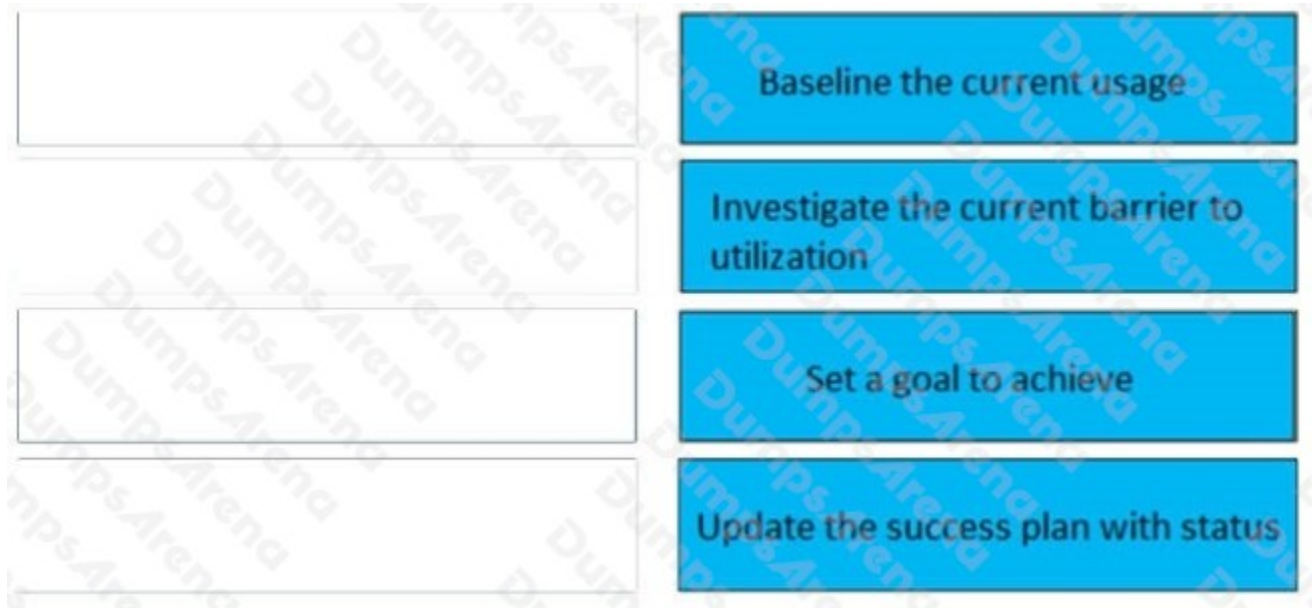 Baseline the current usage
Investigate the current barrier to
utilization
Set a goal to achieve
Update the success plan with status
DumpsArena